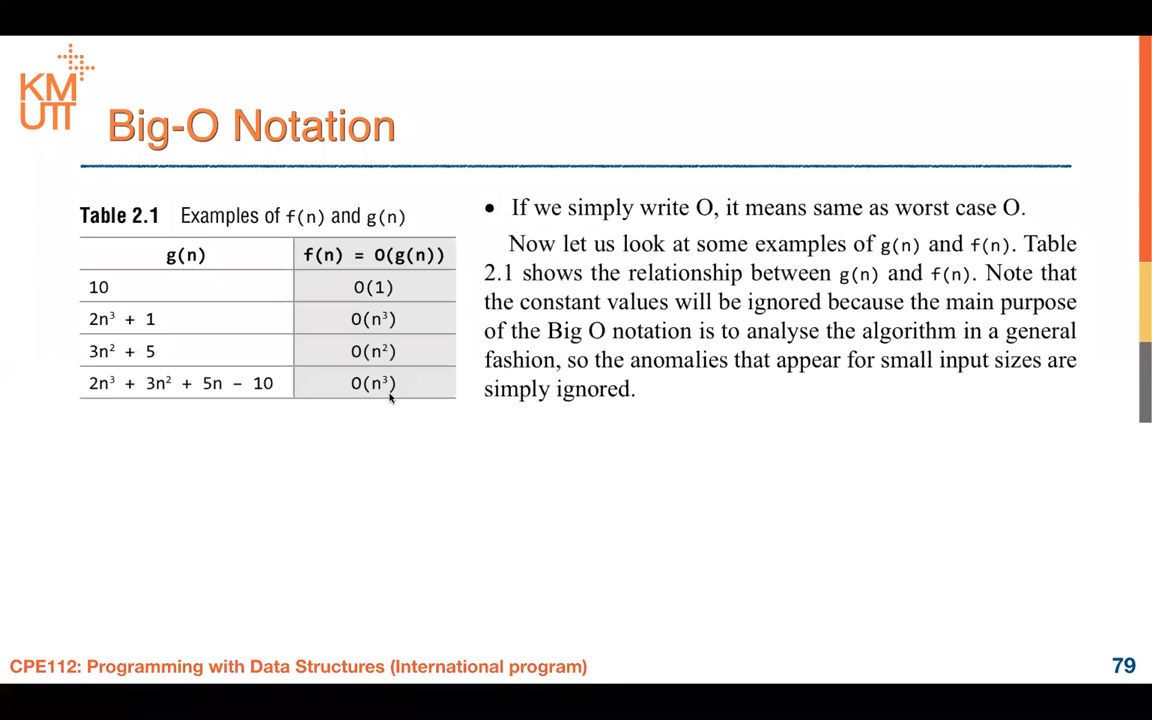 KM
UTT
Big-O Notation
Table 2.1 Examples of f(n) and g(n)
g(n) f(n) = O(g(n))
10 O(1)
2n³ + 1 O(n³)
3n² + 5 O(n²)
2n³ + 3n² + 5n – 10 O(n³)
• If we simply write O, it means same as worst case O.
Now let us look at some examples of g(n) and f(n). Table
2.1 shows the relationship between g(n) and f(n). Note that
the constant values will be ignored because the main purpose
of the Big O notation is to analyse the algorithm in a general
fashion, so the anomalies that appear for small input sizes are
simply ignored.
CPE112: Programming with Data Structures (International program)
79